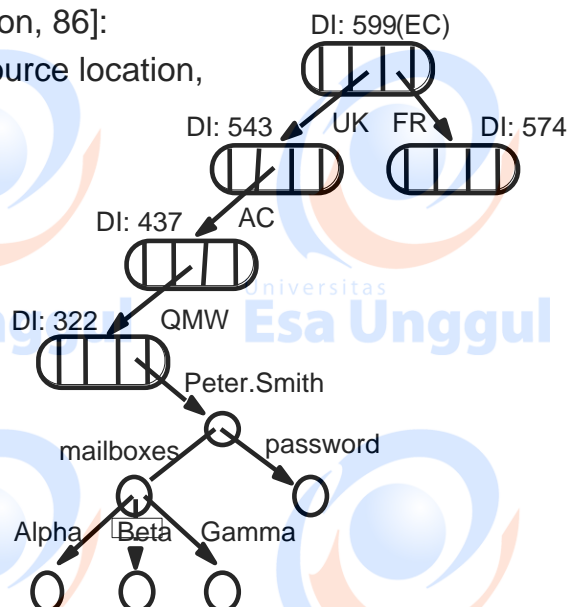 on, 86]:
DI: 599(EC)
ource location,
DI: 543
UK FR
DI: 574
DI: 437
AC
Universitas
Esa Unggul
nggul
DI: 322
QMW
Peter.Smith
mailboxes
password
Alpha
Beta
Gamma